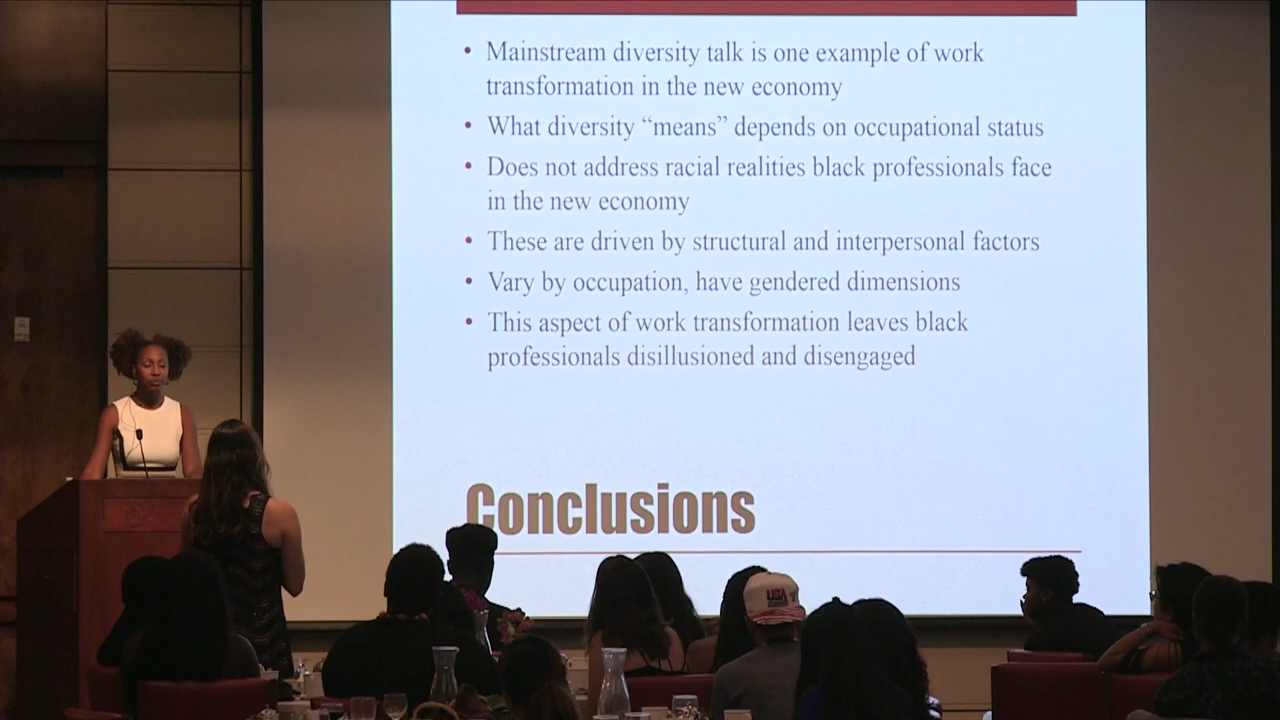 • Mainstream diversity talk is one example of work
transformation in the new economy
• What diversity “means” depends on occupational status
• Does not address racial realities black professionals face
in the new economy
• These are driven by structural and interpersonal factors
• Vary by occupation, have gendered dimensions
• This aspect of work transformation leaves black
professionals disillusioned and disengaged
Conclusions
USA